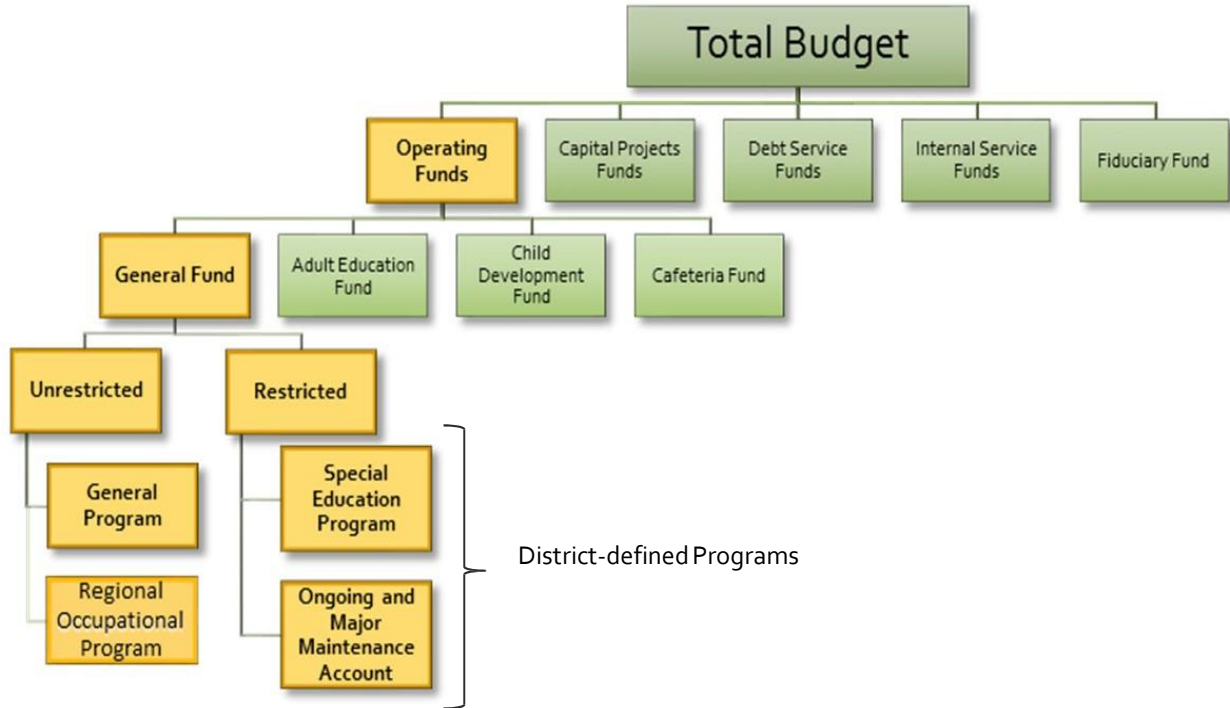 Total Budget
Operating
Funds
Capital Projects
Funds
Debt Service
Funds
Internal Service
Funds
Fiduciary Fund
General Fund
Adult Education
Fund
Child
Development
Fund
Cafeteria Fund
Unrestricted
Restricted
General
Program
Special
Education
Program
District-defined Programs
Regional
Occupational
Program
Ongoing and
Major
Maintenance
Account